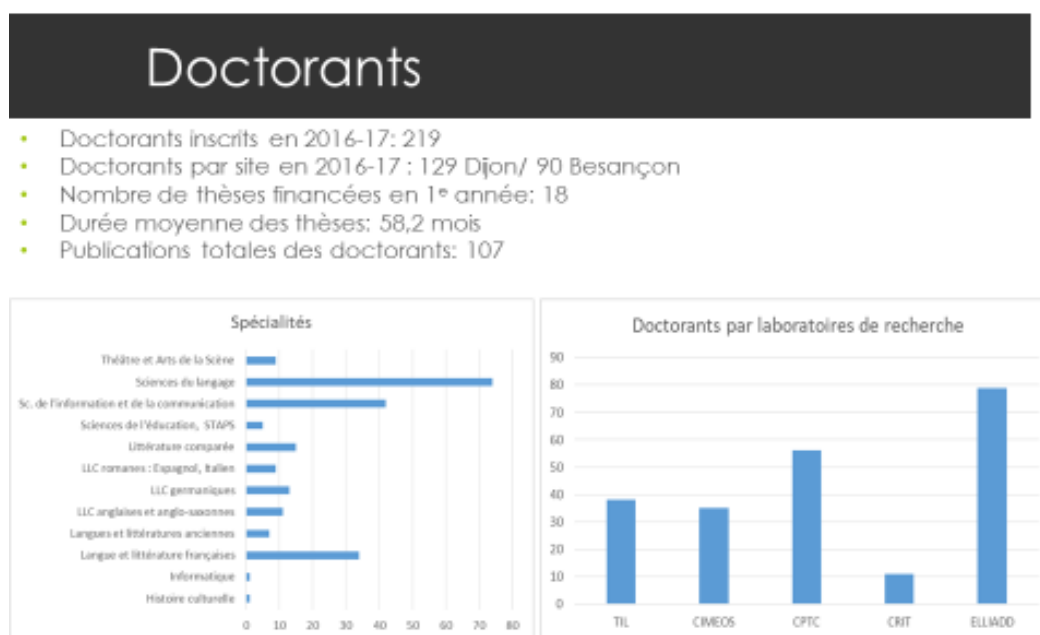 Doctorants
• Doctorants inscrits en 2016-17: 219
• Doctorants par site en 2016-17 : 129 Dijon/ 90 Besançon
• Nombre de thèses financées en 1e année: 18
• Durée moyenne des thèses: 58,2 mois
• Publications totales des doctorants: 107
Spécialités
Théâtre et Arts de la Scène
Sciences du langage
Sc. de l'information et de la communication
Sciences de l'éducation, STAPS
Littérature comparée
LLC romanes : Espagnol, Italien
LLC germaniques
LLC anglaises et anglo-saxonnes
Langues et littératures anciennes
Langue et littérature françaises
Informatique
Histoire culturelle
0 10 20 30 40 50 60 70 80
Doctorants par laboratoires de recherche
90
80
70
60
50
40
30
20
10
0
TIL CIMEOS CPTC CRIT ELLIADD